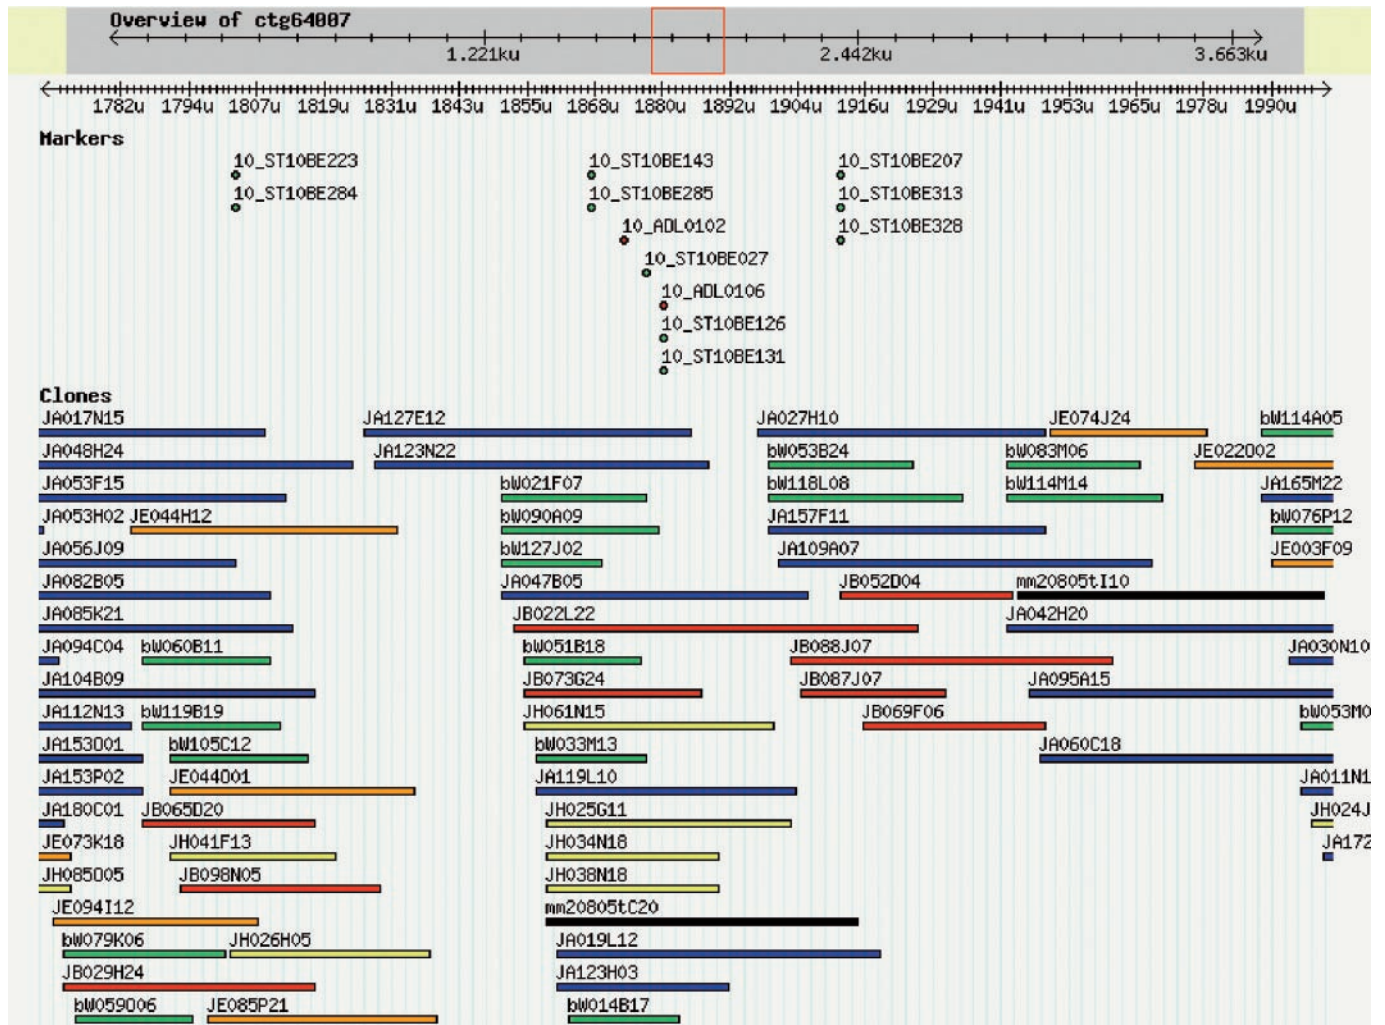 Overview of ctg64007
1.221ku 2.442ku 3.663ku
1782u 1794u 1807u 1819u 1831u 1843u 1855u 1868u 1880u 1892u 1904u 1916u 1929u 1941u 1953u 1965u 1978u 1990u
Markers
10_ST10BE223 10_ST10BE143 10_ST10BE207
10_ST10BE284 10_ST10BE285 10_ST10BE313
10_ADL0102 10_ST10BE328
10_ST10BE027
10_ADL0106
10_ST10BE126
10_ST10BE131
Clones
JA017N15 JA127E12 JA027H10 JE074J24 bW114A05
JA048H24 JA123N22 bW053B24 bW083M06 JE022O02
JA053F15 bW021F07 bW118L08 bW114M14 JA165M22
JA053H02 JE044H12 bW090A09 JA157F11 bW076P12
JA056J09 bW127J02 JA109A07 JE003F09
JA082B05 JA047B05 JB052D04 mm20805tI10
JA085K21 JB022L22 JA042H20
JA094C04 bW060B11 bW051B18 JB088J07 JA030N10
JA104B09 JB073G24 JB087J07 JA095A15
JA112N13 bW119B19 JH061N15 JB069F06 bW053M0
JA153O01 bW105C12 bW033M13 JA060C18
JA153P02 JE044O01 JA119L10 JA011N1
JA180C01 JB065D20 JH025G11 JH024J
JE073K18 JH041F13 JH034N18 JA172
JH085O05 JB098N05 JH038N18
JE094I12 mm20805tC20
bW079K06 JH026H05 JA019L12
JB029H24 JA123H03
bW059O06 JE085P21 bW014B17